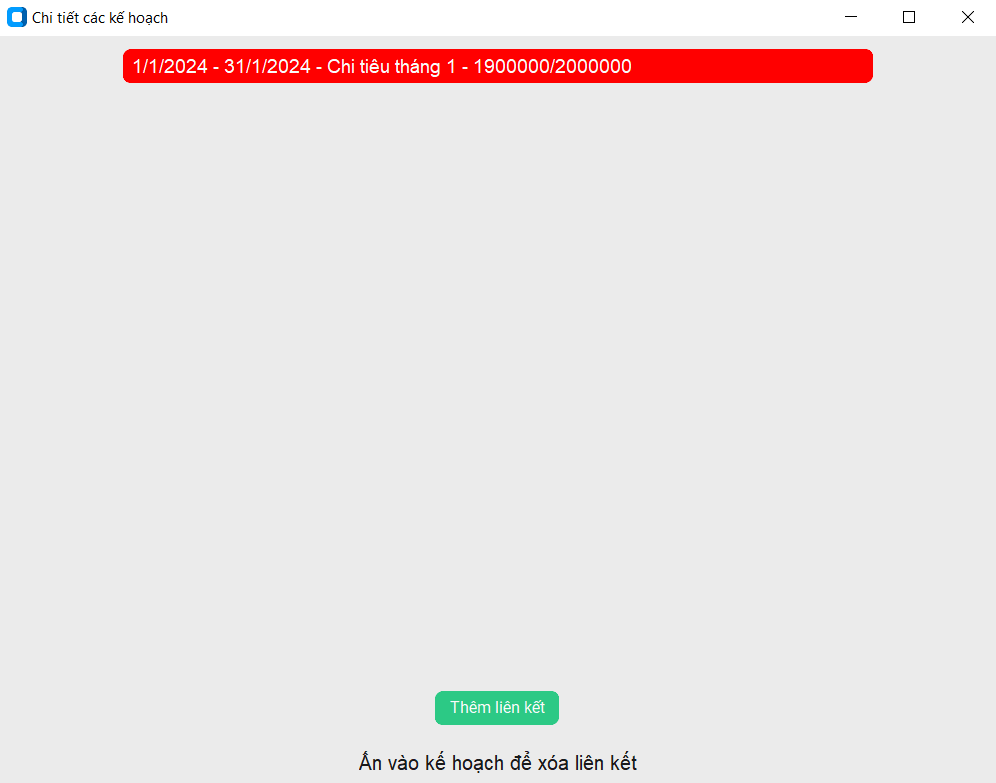 Chi tiết các kế hoạch
1/1/2024 - 31/1/2024 - Chi tiêu tháng 1 - 1900000/2000000
Thêm liên kết
Ấn vào kế hoạch để xóa liên kết